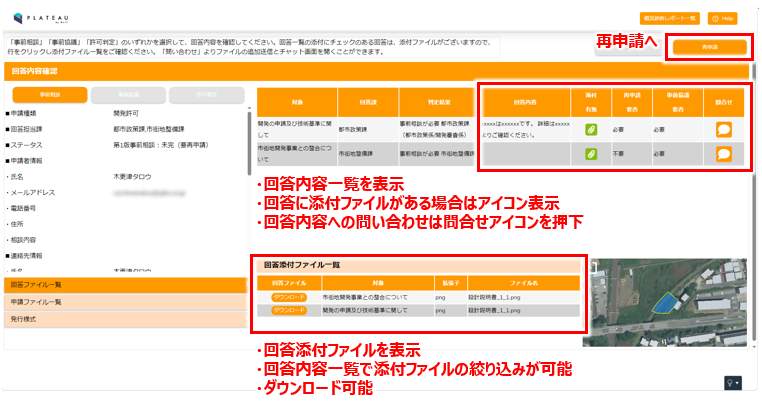 PLATEAU
by MLIT
概況診断レポート一覧
Help
「事前相談」「事前協議」「許可判定」のいずれかを選択して、回答内容を確認してください。回答一覧の添付にチェックのある回答は、添付ファイルがございますので、
行をクリックし添付ファイル一覧をご確認ください。「問い合わせ」よりファイルの追加送信とチャット画面を開くことができます。
再申請へ
再申請
回答内容確認
事前相談
事前協議
許可判定
■申請種類 開発許可
■回答担当課 都市政策課,市街地整備課
■ステータス 第1版事前相談：未完（要再申請）
■申請者情報
・氏名 木更津タロウ
・メールアドレス
・電話番号
・住所
・相談内容
■連絡先情報
・氏名 木更津タロウ
回答ファイル一覧
申請ファイル一覧
発行様式
対象 回答課 判定結果 回答内容 添付有無 再申請要否 事前協議要否 問合せ
開発の申請及び技術基準に関して 都市政策課 事前相談が必要 都市政策課（都市政策係/開発審査係） :xxxxはxxxxxです。 詳細はxxxxxよりご確認ください。 必要 必要
市街地開発事業との整合について 市街地整備課 事前相談が必要 市街地整備課 不要 必要
・回答内容一覧を表示
・回答に添付ファイルがある場合はアイコン表示
・回答内容への問い合わせは問合せアイコンを押下
回答添付ファイル一覧
回答ファイル 対象 拡張子 ファイル名
ダウンロード 市街地開発事業との整合について png 設計説明書_1_1.png
ダウンロード 開発の申請及び技術基準に関して png 設計説明書_1_1.png
・回答添付ファイルを表示
・回答内容一覧で添付ファイルの絞り込みが可能
・ダウンロード可能